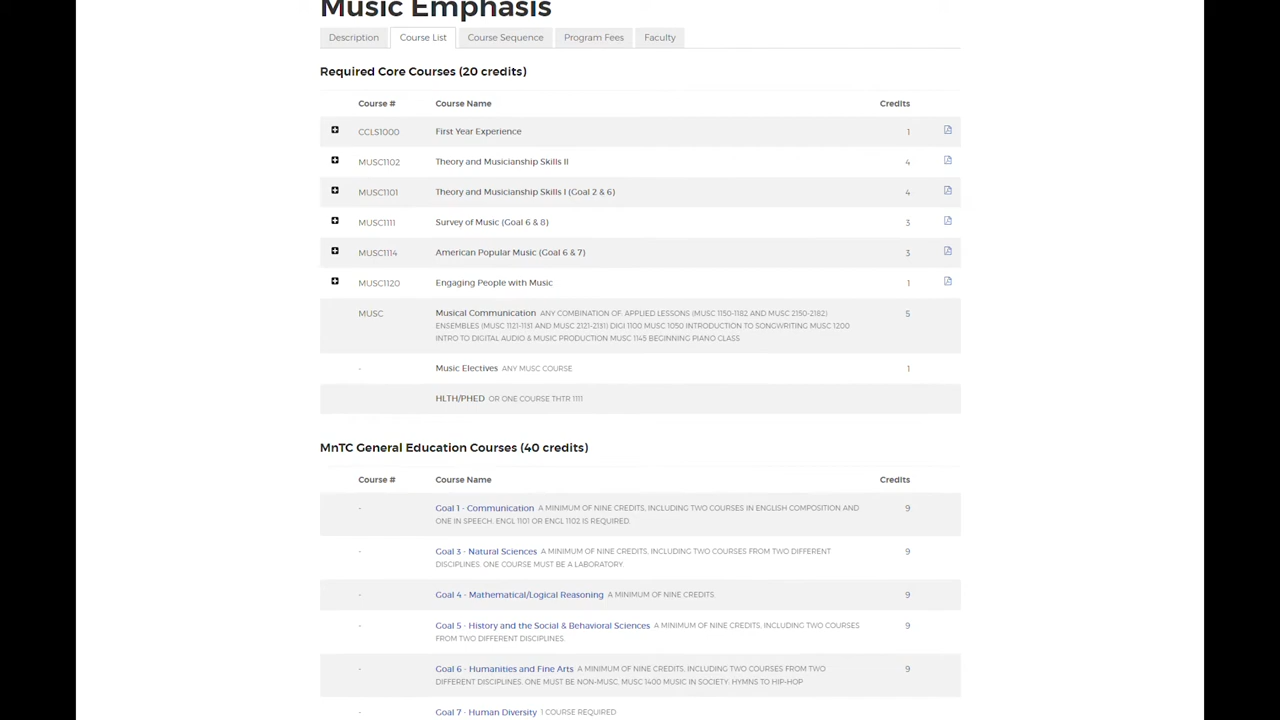 Music Emphasis
Description Course List Course Sequence Program Fees Faculty
Required Core Courses (20 credits)
Course # Course Name Credits
CCLS1000 First Year Experience 1
MUSC1102 Theory and Musicianship Skills II 4
MUSC1101 Theory and Musicianship Skills I (Goal 2 & 6) 4
MUSC1111 Survey of Music (Goal 6 & 8) 3
MUSC1114 American Popular Music (Goal 6 & 7) 3
MUSC1120 Engaging People with Music 1
MUSC Musical Communication ANY COMBINATION OF: APPLIED LESSONS (MUSC 1150-1182 AND MUSC 2150-2182) 5
ENSEMBLES (MUSC 1121-1131 AND MUSC 2121-2131) DIGI 1100 MUSC 1050 INTRODUCTION TO SONGWRITING MUSC 1200
INTRO TO DIGITAL AUDIO & MUSIC PRODUCTION MUSC 1145 BEGINNING PIANO CLASS
- Music Electives ANY MUSC COURSE 1
HLTH/PHED OR ONE COURSE THTR 1111
MnTC General Education Courses (40 credits)
Course # Course Name Credits
- Goal 1 - Communication A MINIMUM OF NINE CREDITS, INCLUDING TWO COURSES IN ENGLISH COMPOSITION AND 9
ONE IN SPEECH. ENGL 1101 OR ENGL 1102 IS REQUIRED.
- Goal 3 - Natural Sciences A MINIMUM OF NINE CREDITS, INCLUDING TWO COURSES FROM TWO DIFFERENT 9
DISCIPLINES. ONE COURSE MUST BE A LABORATORY.
- Goal 4 - Mathematical/Logical Reasoning A MINIMUM OF NINE CREDITS. 9
- Goal 5 - History and the Social & Behavioral Sciences A MINIMUM OF NINE CREDITS, INCLUDING TWO COURSES 9
FROM TWO DIFFERENT DISCIPLINES.
- Goal 6 - Humanities and Fine Arts A MINIMUM OF NINE CREDITS, INCLUDING TWO COURSES FROM TWO 9
DIFFERENT DISCIPLINES. ONE MUST BE NON-MUSC. MUSC 1400 MUSIC IN SOCIETY: HYMNS TO HIP-HOP
- Goal 7 - Human Diversity 1 COURSE REQUIRED